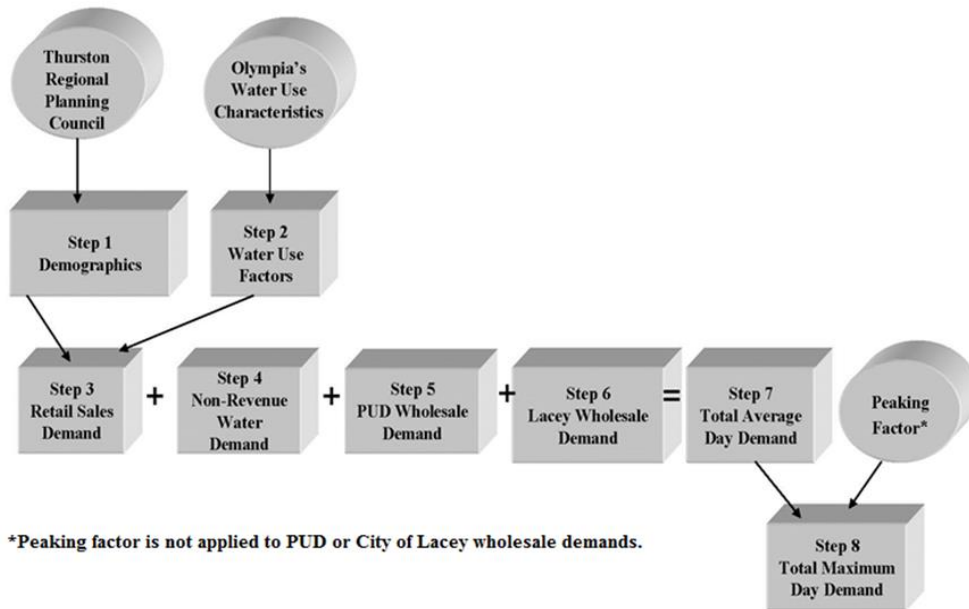 Thurston
Regional
Planning
Council
Olympia's
Water Use
Characteristics
Step 1
Demographics
Step 2
Water Use
Factors
Step 3
Retail Sales
Demand
+
Step 4
Non-Revenue
Water
Demand
+
Step 5
PUD Wholesale
Demand
+
Step 6
Lacey Wholesale
Demand
=
Step 7
Total Average
Day Demand
Peaking
Factor*
*Peaking factor is not applied to PUD or City of Lacey wholesale demands.
Step 8
Total Maximum
Day Demand